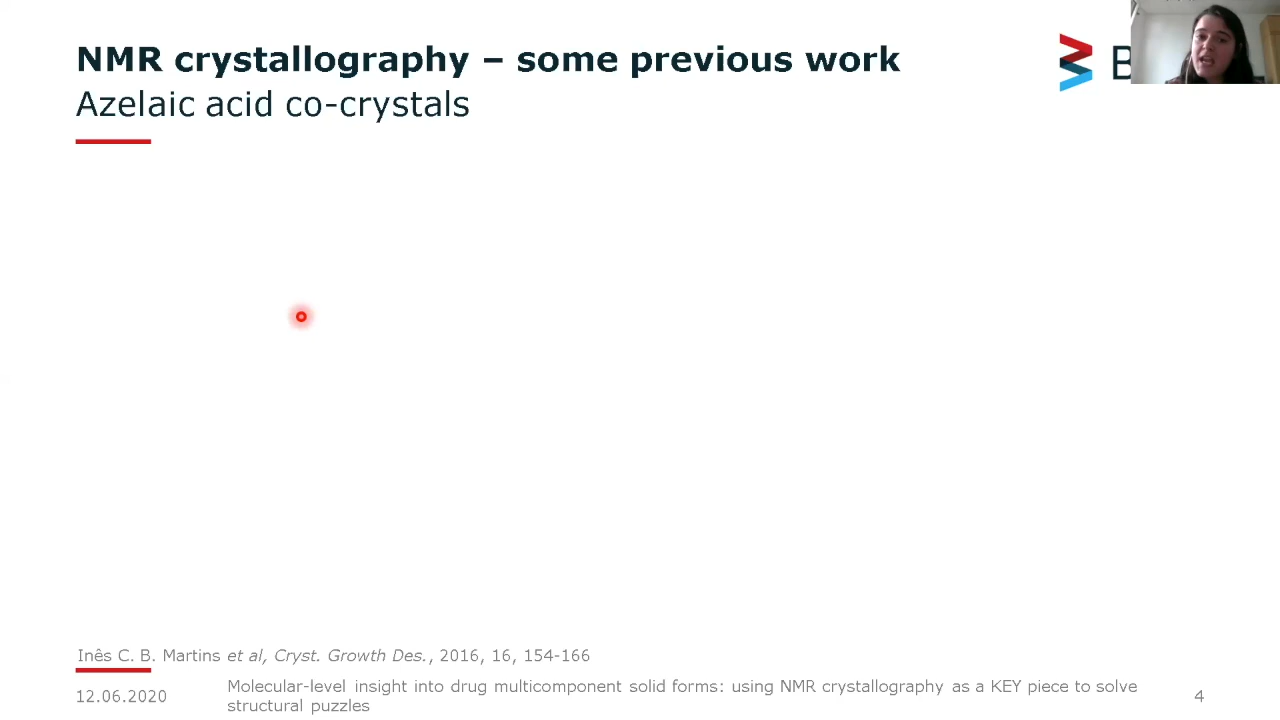 NMR crystallography – some previous work
Azelaic acid co-crystals
B
Inês C. B. Martins et al, Cryst. Growth Des., 2016, 16, 154-166
12.06.2020
Molecular-level insight into drug multicomponent solid forms: using NMR crystallography as a KEY piece to solve
structural puzzles
4